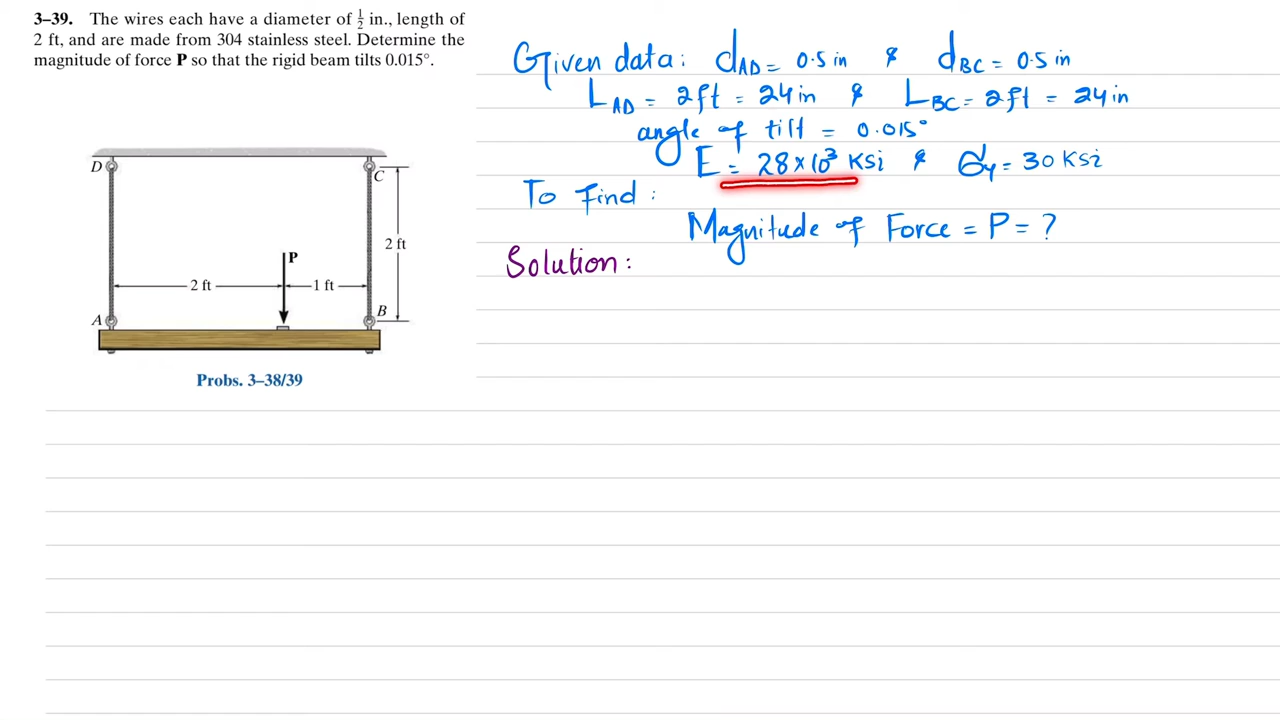 3–39. The wires each have a diameter of 1/2 in., length of
2 ft, and are made from 304 stainless steel. Determine the
magnitude of force P so that the rigid beam tilts 0.015°.
Given data: dAD = 0.5 in & dBC = 0.5 in
LAD = 2ft = 24in & LBC = 2ft = 24in
angle of tilt = 0.015°
E = 28×10³ Ksi & σy = 30 Ksi
To Find:
Magnitude of Force = P = ?
Solution:
D
C
2 ft
P
2 ft
1 ft
A
B
Probs. 3–38/39